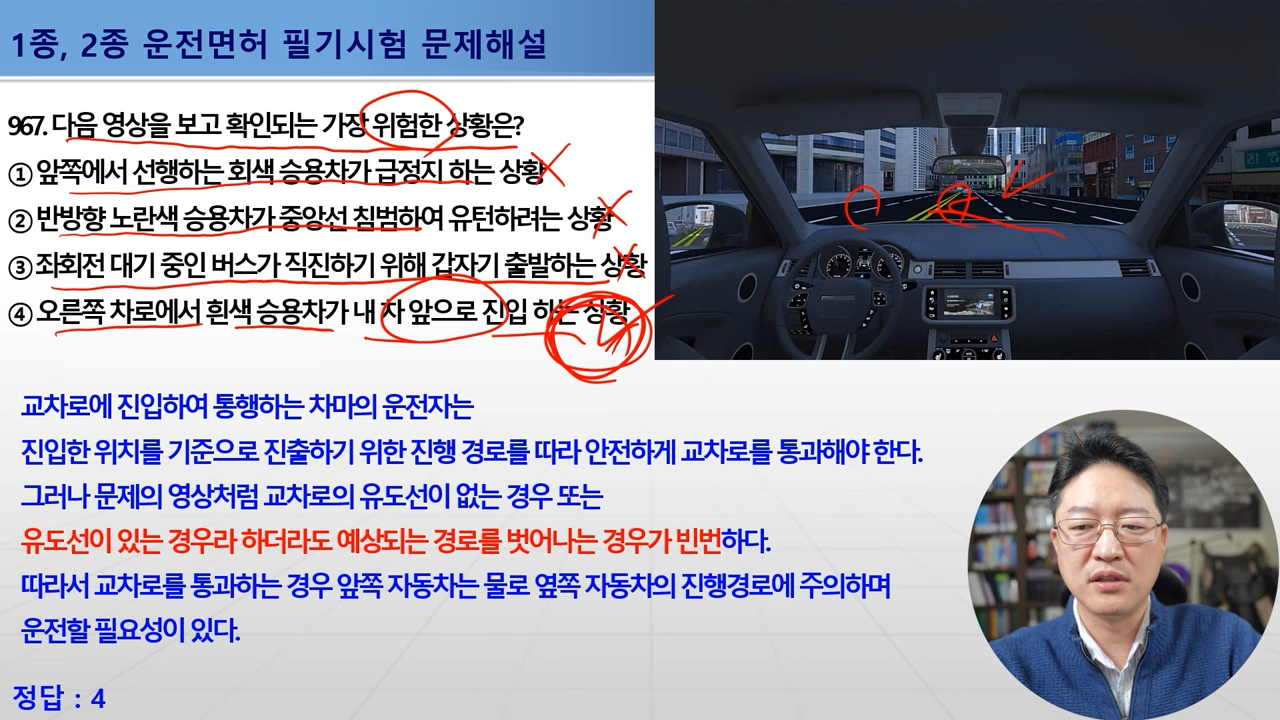 1종, 2종 운전면허 필기시험 문제해설
967. 다음 영상을 보고 확인되는 가장 위험한 상황은?
① 앞쪽에서 선행하는 회색 승용차가 급정지 하는 상황
② 반방향 노란색 승용차가 중앙선 침범하여 유턴하려는 상황
③ 좌회전 대기 중인 버스가 직진하기 위해 갑자기 출발하는 상황
④ 오른쪽 차로에서 흰색 승용차가 내 차 앞으로 진입 하는 상황
교차로에 진입하여 통행하는 차마의 운전자는
진입한 위치를 기준으로 진출하기 위한 진행 경로를 따라 안전하게 교차로를 통과해야 한다.
그러나 문제의 영상처럼 교차로의 유도선이 없는 경우 또는
유도선이 있는 경우라 하더라도 예상되는 경로를 벗어나는 경우가 빈번하다.
따라서 교차로를 통과하는 경우 앞쪽 자동차는 물로 옆쪽 자동차의 진행경로에 주의하며
운전할 필요성이 있다.
정답 : 4